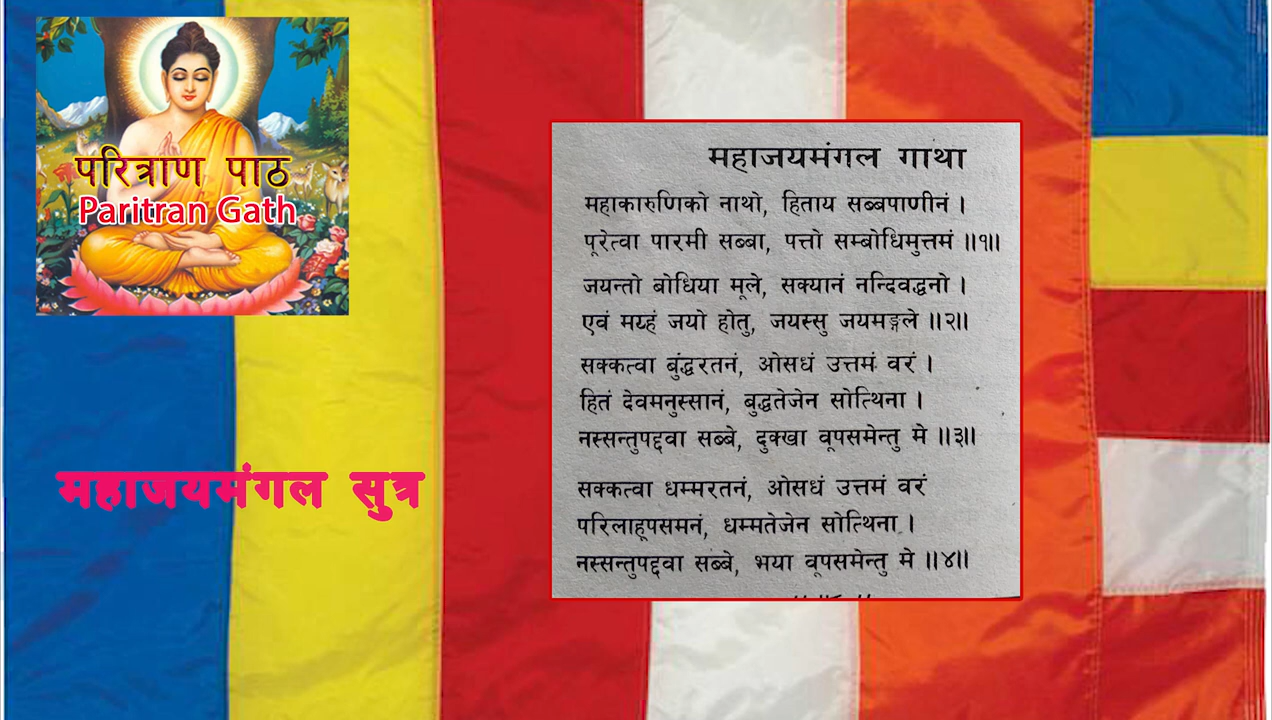 परित्राण पाठ
Paritran Gath
महाजयमंगल सुत्र
महाजयमंगल गाथा
महाकारुणिको नाथो, हिताय सब्बपाणीनं ।
पूरेत्वा पारमी सब्बा, पत्तो सम्बोधिमुत्तमं ॥१॥
जयन्तो बोधिया मूले, सक्यानं नन्दिवद्धनो ।
एवं मय्हं जयो होतु, जयस्सु जयमङ्गले ॥२॥
सक्कत्वा बुंद्धरतनं, ओसधं उत्तमं वरं ।
हितं देवमनुस्सानं, बुद्धतेजेन सोत्थिना ।
नस्सन्तुपद्दवा सब्बे, दुक्खा वूपसमेन्तु मे ॥३॥
सक्कत्वा धम्मरतनं, ओसधं उत्तमं वरं
परिलाहूपसमनं, धम्मतेजेन सोत्थिना ।
नस्सन्तुपद्दवा सब्बे, भया वूपसमेन्तु मे ॥४॥